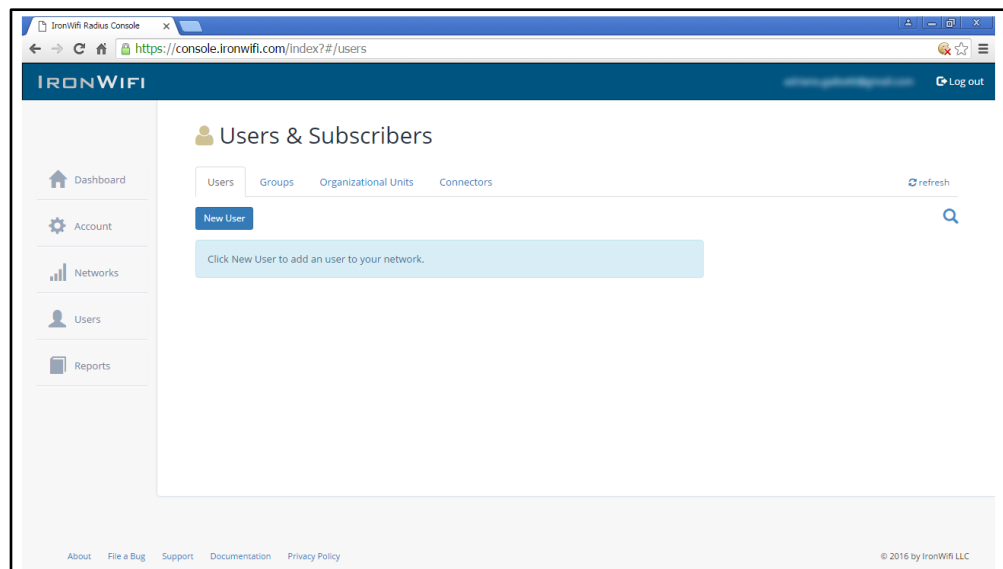 IronWifi Radius Console
https://console.ironwifi.com/index?#/users
IRONWIFI
Log out
Users & Subscribers
Dashboard
Account
Networks
Users
Reports
Users Groups Organizational Units Connectors refresh
New User
Click New User to add an user to your network.
About File a Bug Support Documentation Privacy Policy © 2016 by IronWifi LLC